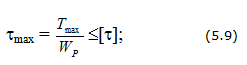 τmax = Tmax / WP ≤[τ]; (5.9)